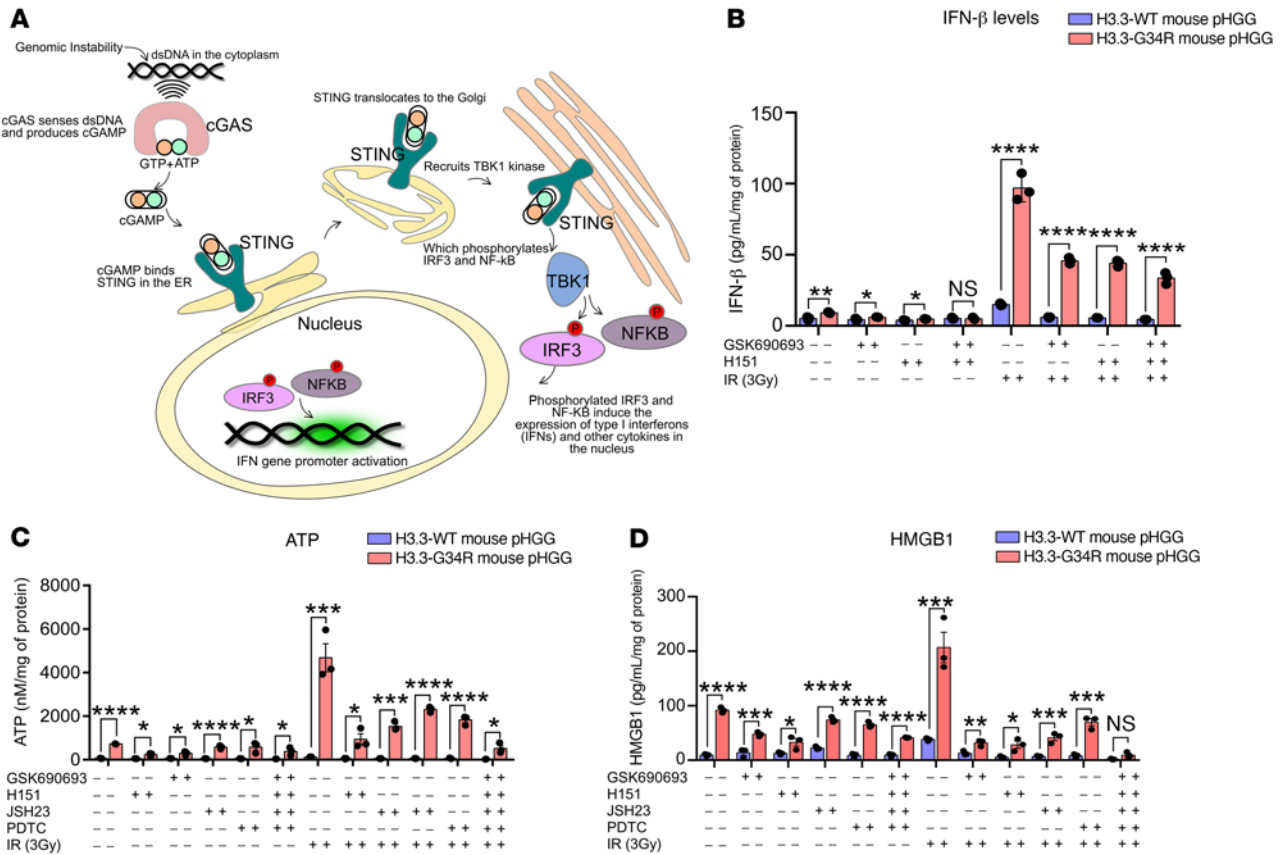 A
Genomic Instability
dsDNA in the cytoplasm
cGAS senses dsDNA
and produces cGAMP
cGAS
GTP+ATP
cGAMP
cGAMP binds
STING in the ER
STING
STING translocates to the Golgi
STING
Recruits TBK1 kinase
STING
Which phosphorylates
IRF3 and NF-kB
TBK1
P
IRF3
P
NFKB
Phosphorylated IRF3 and
NF-KB induce the
expression of type I interferons
(IFNs) and other cytokines in
the nucleus
Nucleus
P
IRF3
P
NFKB
IFN gene promoter activation
B
IFN-β levels
H3.3-WT mouse pHGG
H3.3-G34R mouse pHGG
IFN-β (pg/mL/mg of protein)
150
100
50
0
** * * NS **** **** **** ****
GSK690693 – – + + – – + + – – + + – – + +
H151 – – – – + + + + – – – – + + + +
IR (3Gy) – – – – – – – – + + + + + + + +
C
ATP
H3.3-WT mouse pHGG
H3.3-G34R mouse pHGG
ATP (nM/mg of protein)
8000
6000
4000
2000
0
**** * * **** * * *** * *** **** **** *
GSK690693 – – – – + + – – – – + + – – – – – – – – – – + +
H151 – – + + – – – – – – + + – – + + – – – – – – + +
JSH23 – – – – – – + + – – + + – – – – + + + + – – + +
PDTC – – – – – – – – + + + + – – – – – – – – + + + +
IR (3Gy) – – – – – – – – – – – – + + + + + + + + + + + +
D
HMGB1
H3.3-WT mouse pHGG
H3.3-G34R mouse pHGG
HMGB1 (pg/mL/mg of protein)
300
200
100
0
**** *** * **** **** **** *** ** * *** *** NS
GSK690693 – – + + – – – – – – + + – – + + – – – – – – + +
H151 – – – – + + – – – – + + – – – – + + – – – – + +
JSH23 – – – – – – + + – – + + – – – – – – + + – – + +
PDTC – – – – – – – – + + + + – – – – – – – – + + + +
IR (3Gy) – – – – – – – – – – – – + + + + + + + + + + + +